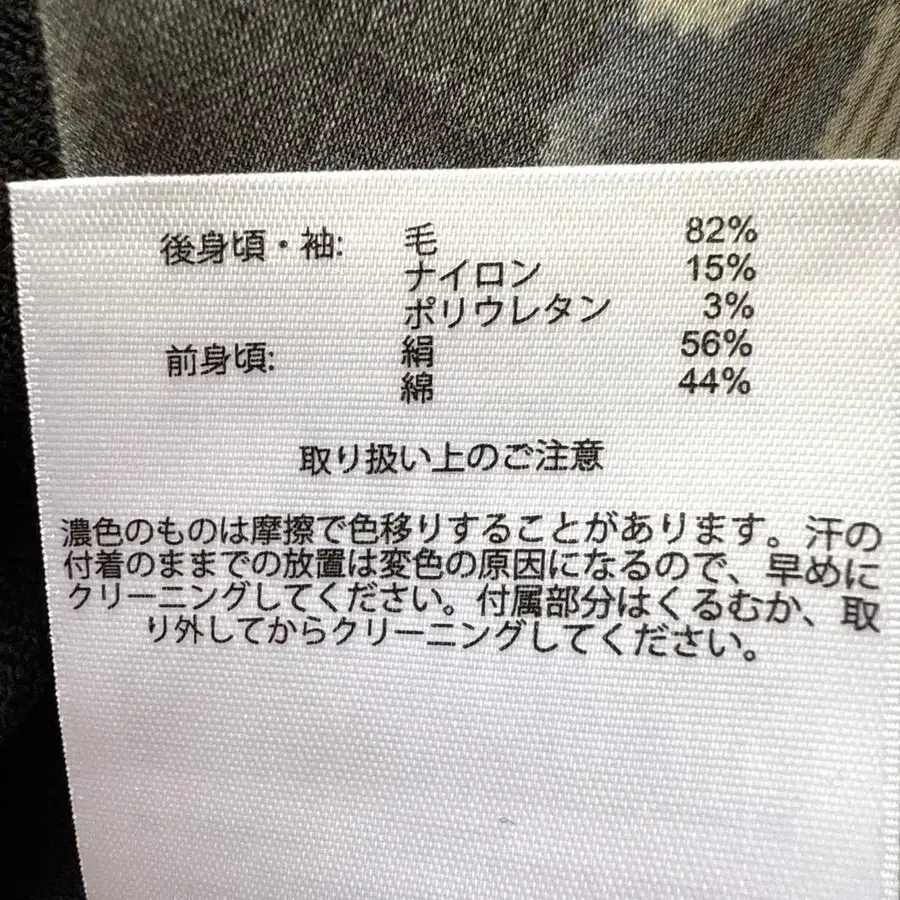 後身頃・袖: 毛 82%
ナイロン 15%
ポリウレタン 3%
前身頃: 絹 56%
綿 44%
取り扱い上のご注意
濃色のものは摩擦で色移りすることがあります。汗の
付着のままでの放置は変色の原因になるので、早めに
クリーニングしてください。付属部分はくるむか、取
り外してからクリーニングしてください。